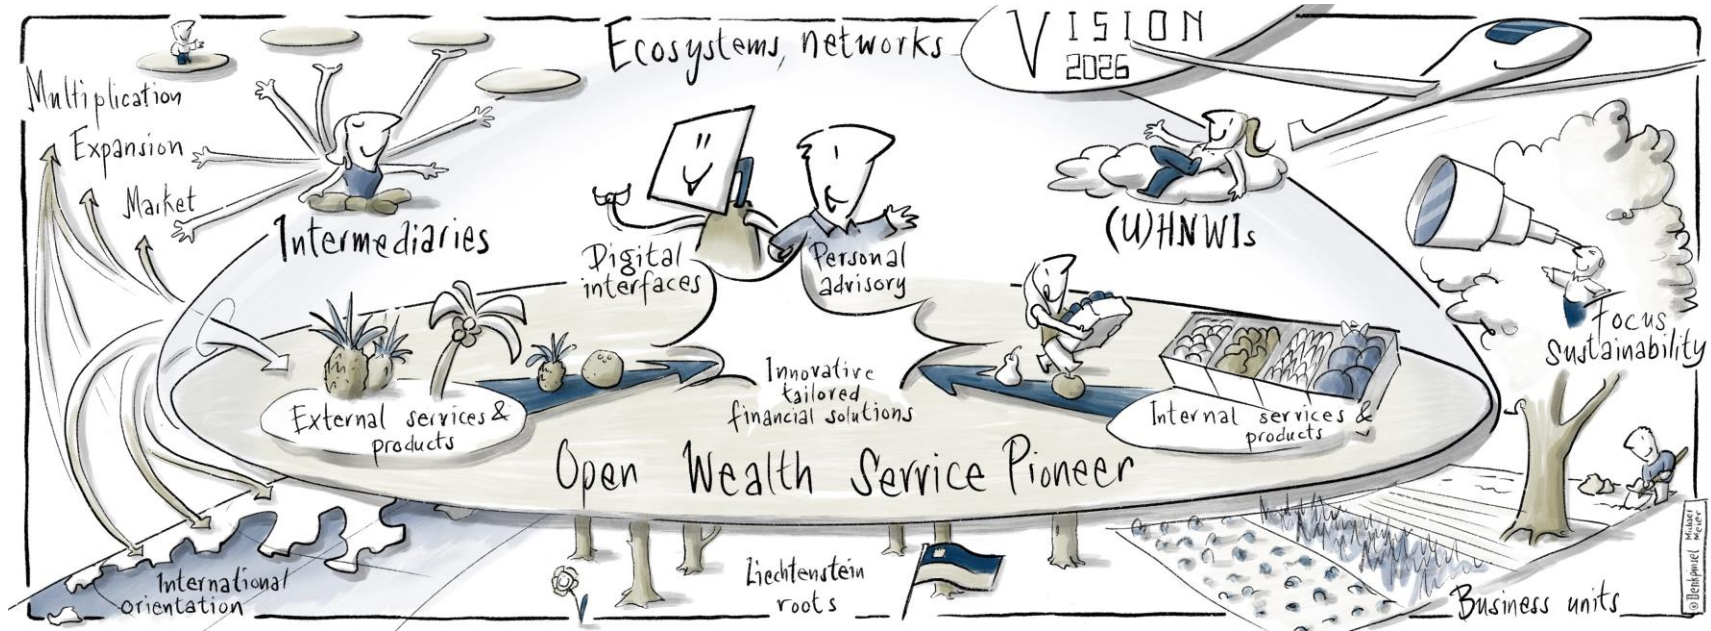 Ecosystems, networks
VISION
2026
Multiplication
Expansion
Market
Intermediaries
Digital
interfaces
Personal
advisory
(U)HNWIs
Focus
Sustainability
External services &
products
Innovative
tailored
financial solutions
Internal services &
products
Open Wealth Service Pioneer
International
orientation
Liechtenstein
roots
Business units
©Denkpinsel Michael
Meier